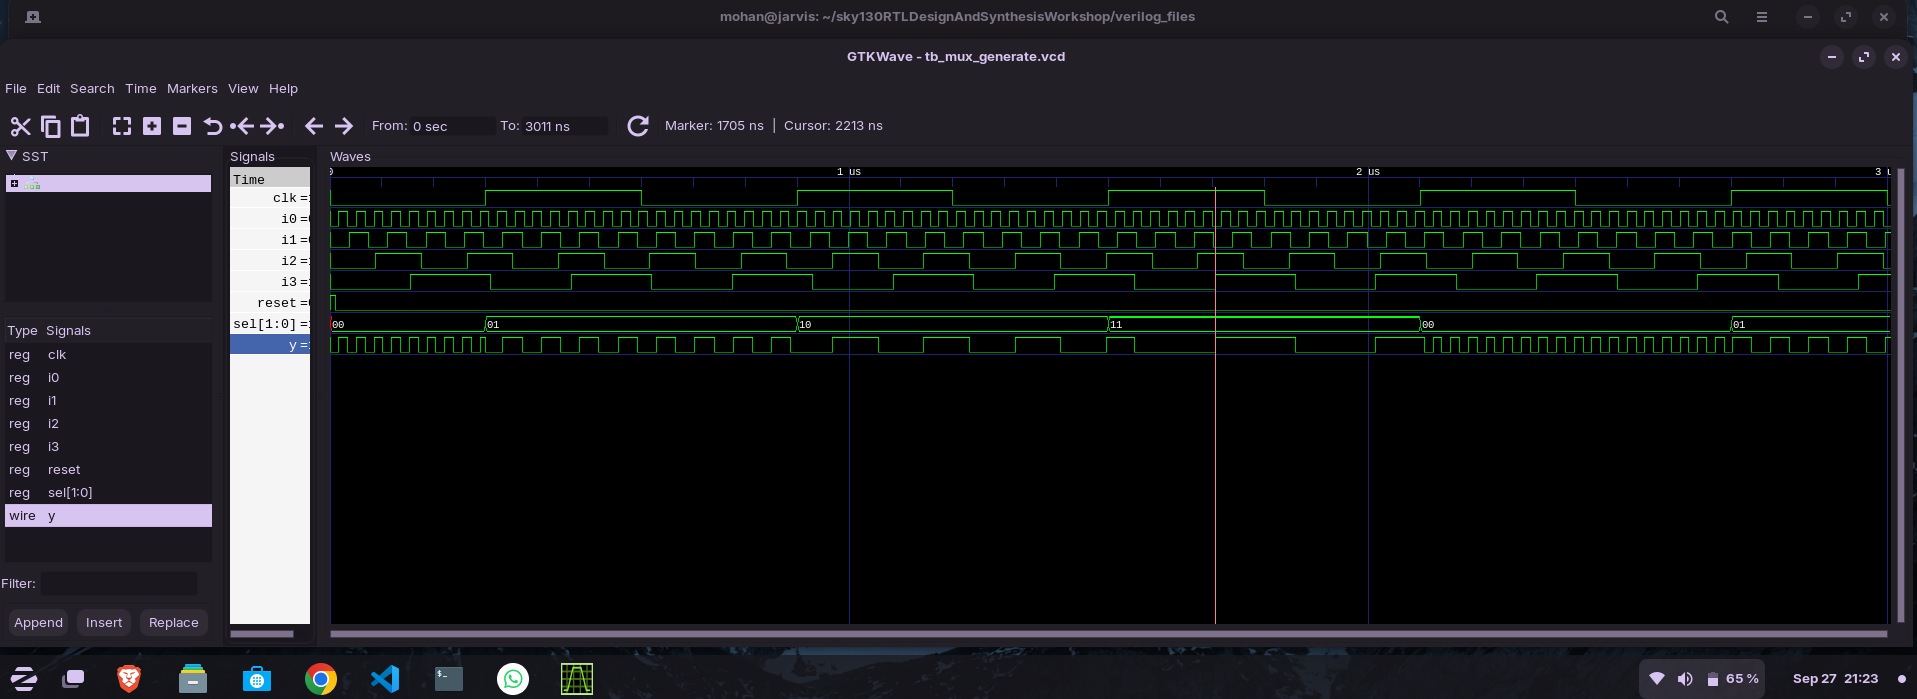 mohan@jarvis: ~/sky130RTLDesignAndSynthesisWorkshop/verilog_files
GTKWave - tb_mux_generate.vcd
File Edit Search Time Markers View Help
From: 0 sec To: 3011 ns Marker: 1705 ns | Cursor: 2213 ns
SST
Signals
Waves
Time
0 1 us 2 us 3 u
clk =
i0 =
i1 =
i2 =
i3 =
reset =
sel[1:0] =
00 01 10 11 00 01
y =
Type Signals
reg clk
reg i0
reg i1
reg i2
reg i3
reg reset
reg sel[1:0]
wire y
Filter:
Append Insert Replace
65 % Sep 27 21:23